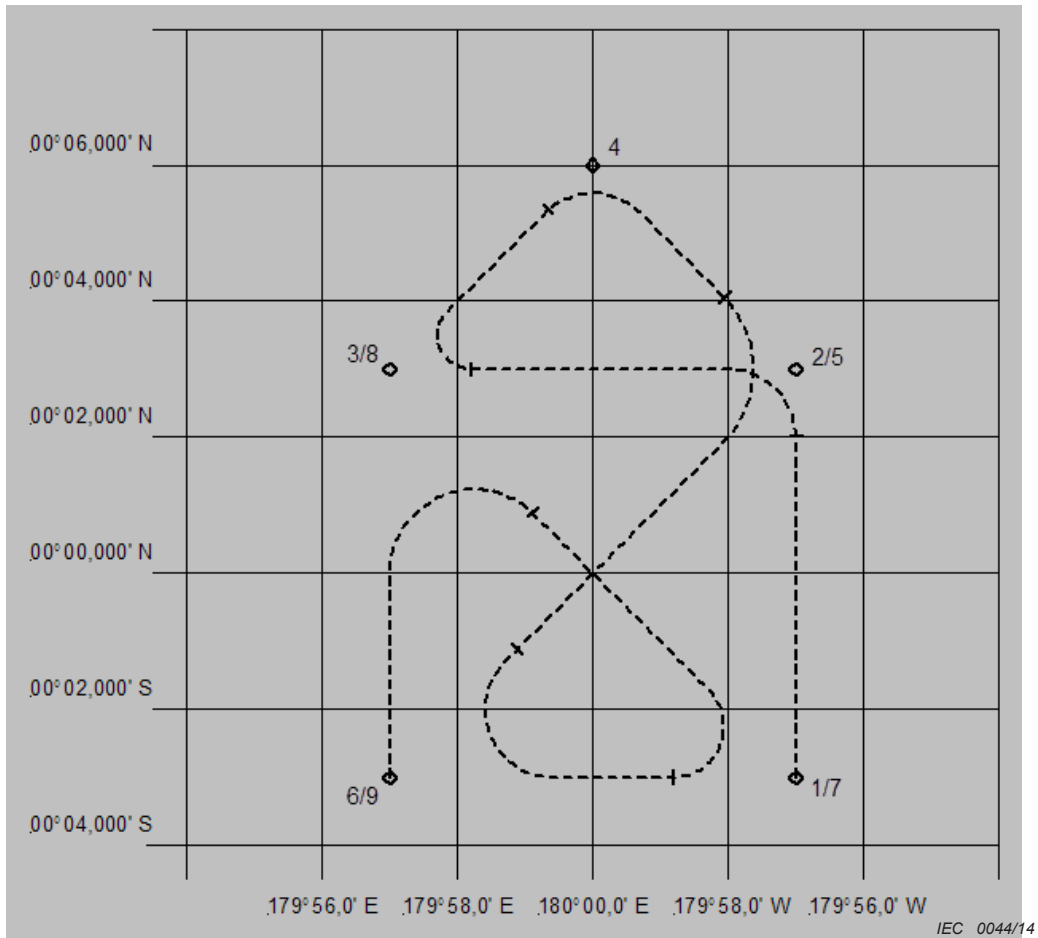 00° 06,000' N
4
00° 04,000' N
3/8
2/5
00° 02,000' N
00° 00,000' N
00° 02,000' S
6/9
1/7
00° 04,000' S
179° 56,0' E
179° 58,0' E
180° 00,0' E
179° 58,0' W
179° 56,0' W
IEC 0044/14